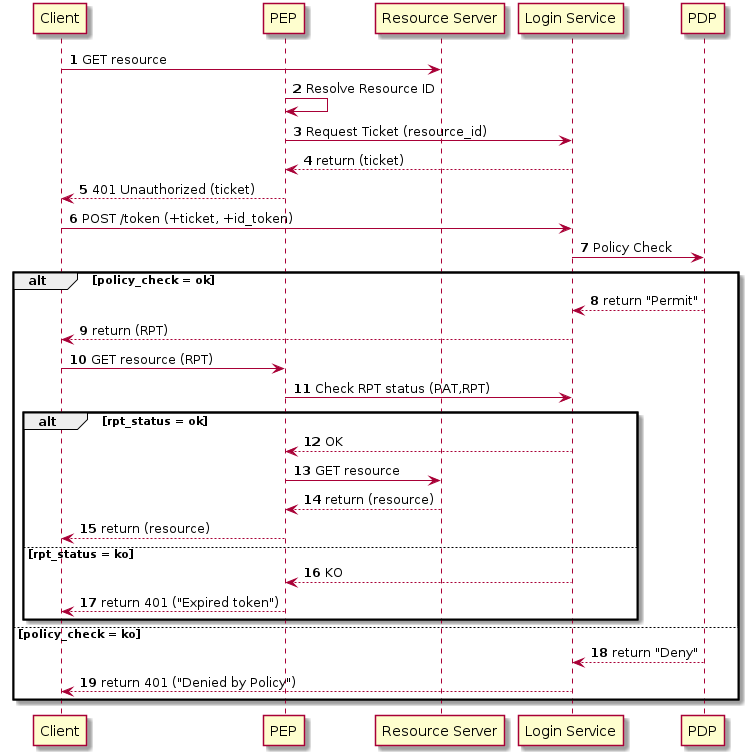 Client PEP Resource Server Login Service PDP
1 GET resource
2 Resolve Resource ID
3 Request Ticket (resource_id)
4 return (ticket)
5 401 Unauthorized (ticket)
6 POST /token (+ticket, +id_token)
7 Policy Check
alt [policy_check = ok]
8 return "Permit"
9 return (RPT)
10 GET resource (RPT)
11 Check RPT status (PAT,RPT)
alt [rpt_status = ok]
12 OK
13 GET resource
14 return (resource)
15 return (resource)
[rpt_status = ko]
16 KO
17 return 401 ("Expired token")
[policy_check = ko]
18 return "Deny"
19 return 401 ("Denied by Policy")
Client PEP Resource Server Login Service PDP